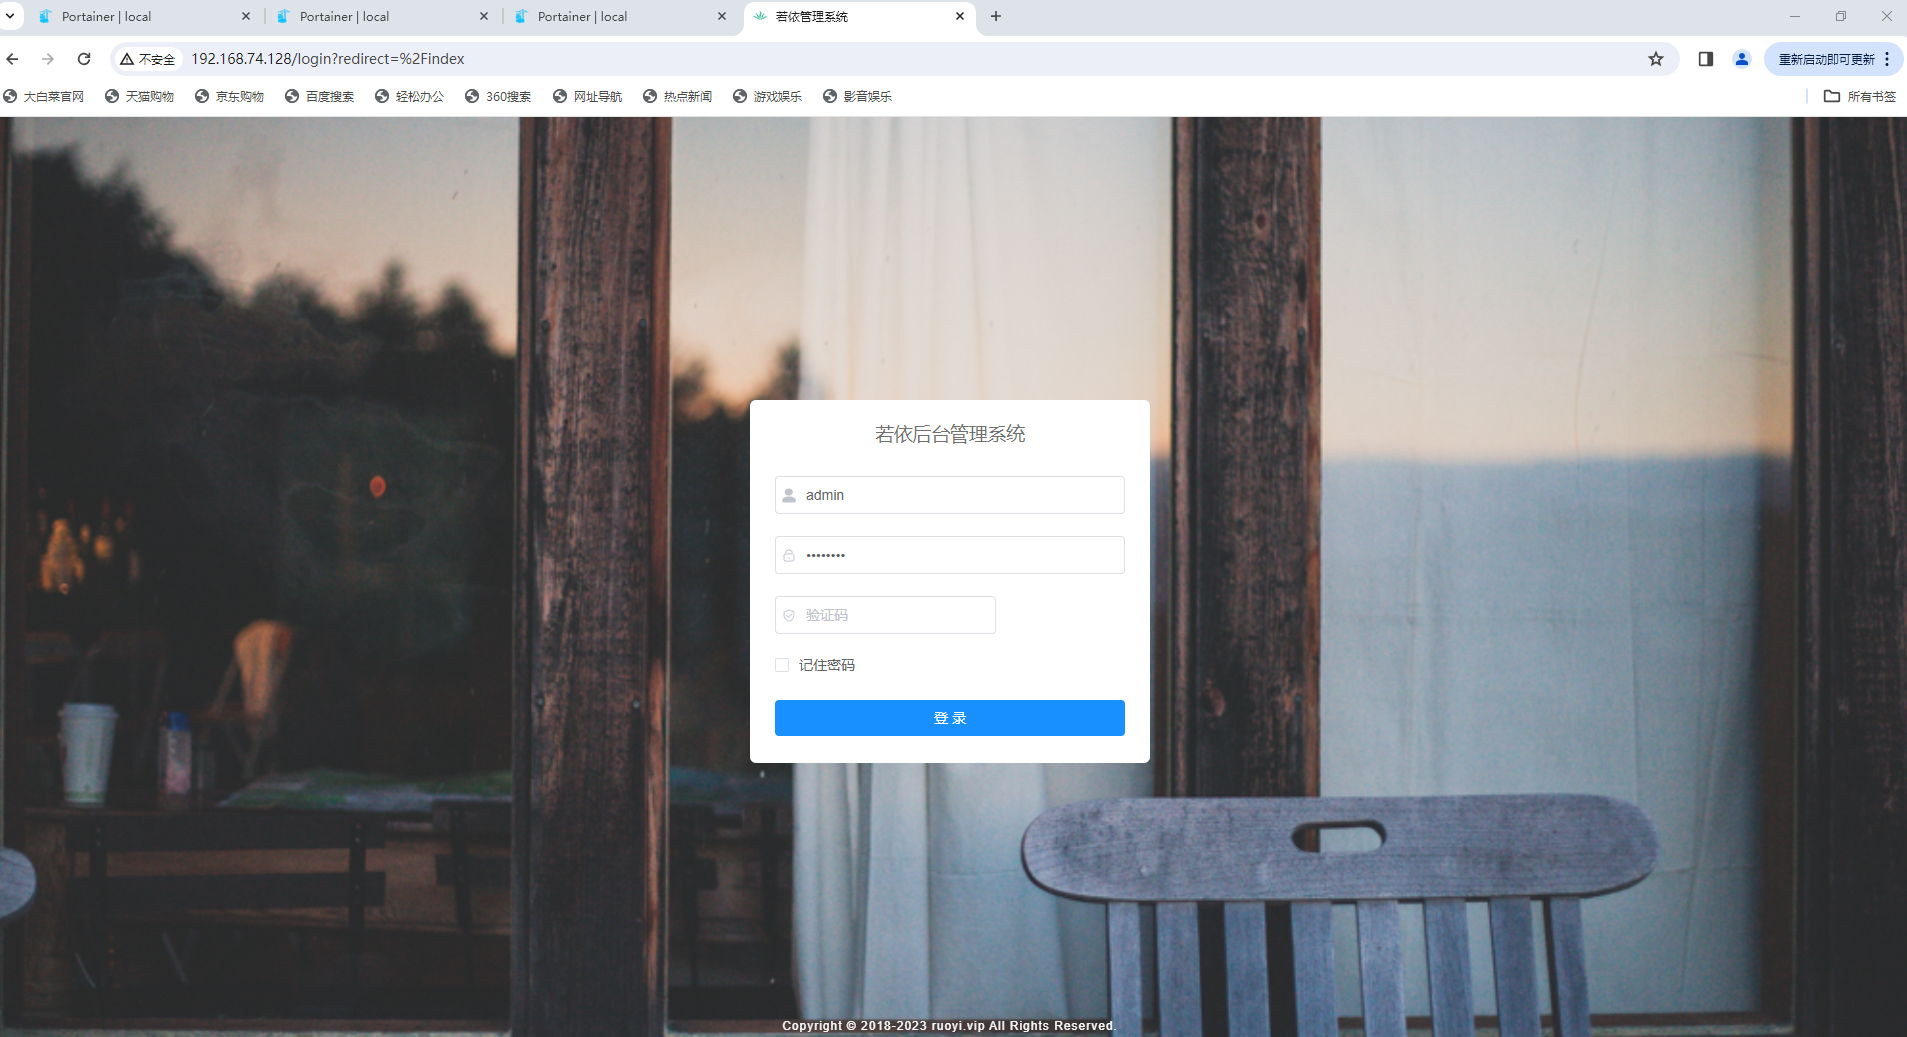 Portainer | local
Portainer | local
Portainer | local
若依管理系统
不安全
192.168.74.128/login?redirect=%2Findex
重新启动即可更新
大白菜官网
天猫购物
京东购物
百度搜索
轻松办公
360搜索
网址导航
热点新闻
游戏娱乐
影音娱乐
所有书签
若依后台管理系统
admin
••••••••
验证码
记住密码
登 录
Copyright © 2018-2023 ruoyi.vip All Rights Reserved.